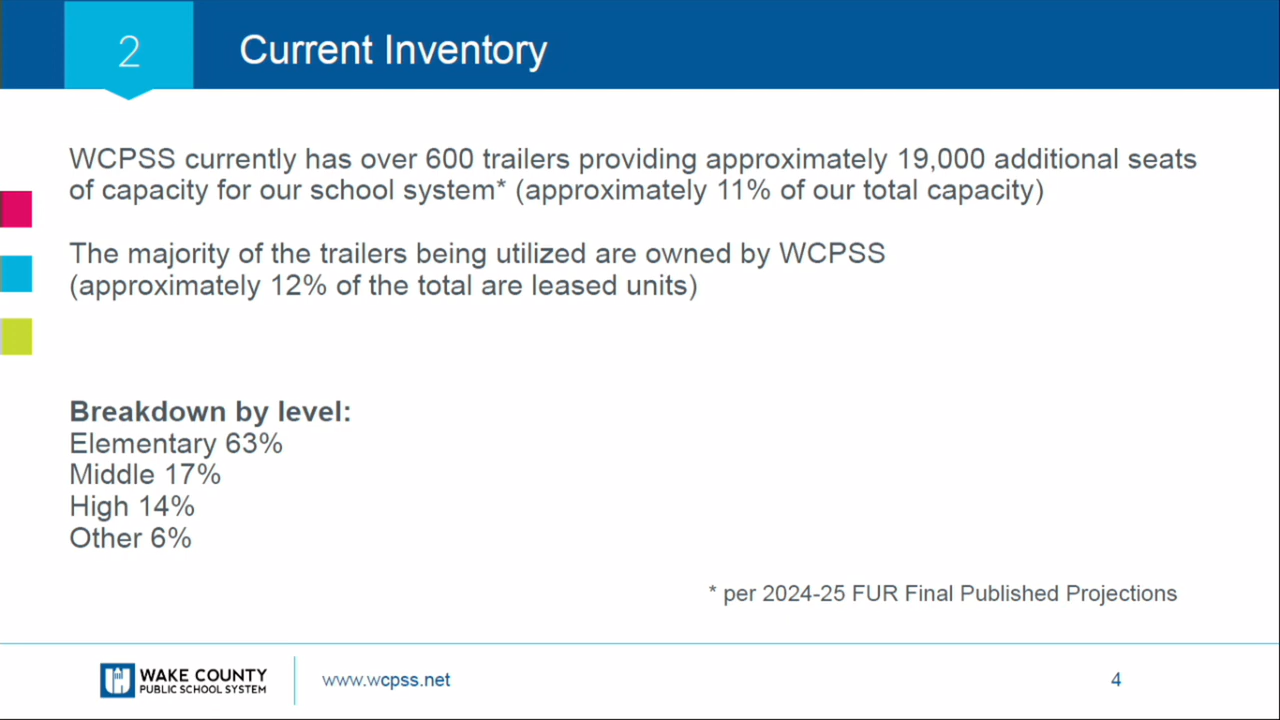 2
Current Inventory
WCPSS currently has over 600 trailers providing approximately 19,000 additional seats
of capacity for our school system* (approximately 11% of our total capacity)
The majority of the trailers being utilized are owned by WCPSS
(approximately 12% of the total are leased units)
Breakdown by level:
Elementary 63%
Middle 17%
High 14%
Other 6%
* per 2024-25 FUR Final Published Projections
WAKE COUNTY
PUBLIC SCHOOL SYSTEM
www.wcpss.net
4